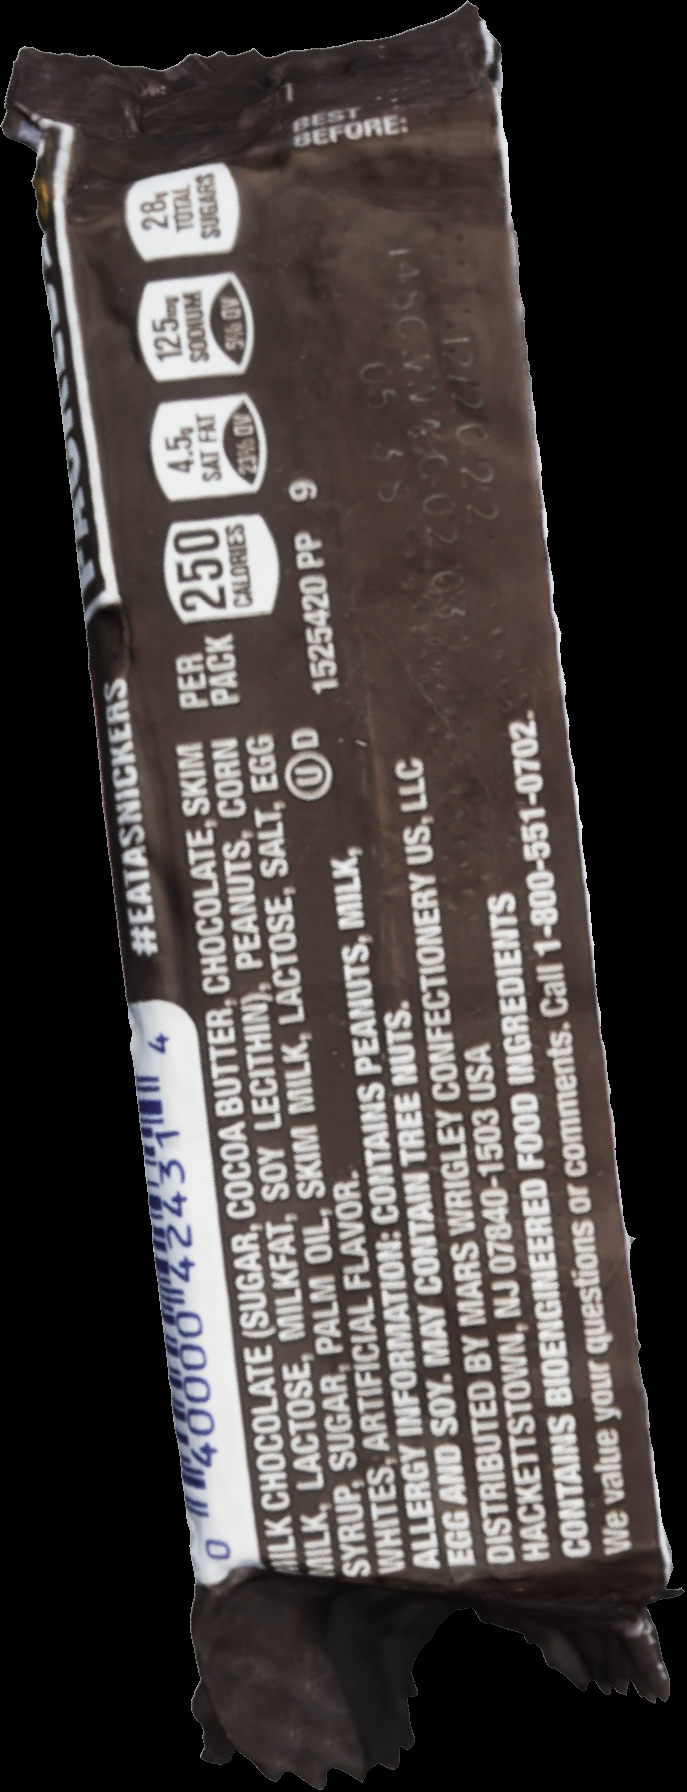 #EATASNICKERS
0 40000 42431 4
MILK CHOCOLATE (SUGAR, COCOA BUTTER, CHOCOLATE, SKIM
MILK, LACTOSE, MILKFAT, SOY LECITHIN), PEANUTS, CORN
SYRUP, SUGAR, PALM OIL, SKIM MILK, LACTOSE, SALT, EGG
WHITES, ARTIFICIAL FLAVOR.
UD
ALLERGY INFORMATION: CONTAINS PEANUTS, MILK,
EGG AND SOY. MAY CONTAIN TREE NUTS.
DISTRIBUTED BY MARS WRIGLEY CONFECTIONERY US, LLC
HACKETTSTOWN, NJ 07840-1503 USA
CONTAINS BIOENGINEERED FOOD INGREDIENTS
We value your questions or comments. Call 1-800-551-0702.
PER
PACK
250
CALORIES
4.5g
SAT FAT
23% DV
125mg
SODIUM
5% DV
28g
TOTAL
SUGARS
1525420 PP 9
BEST
BEFORE: